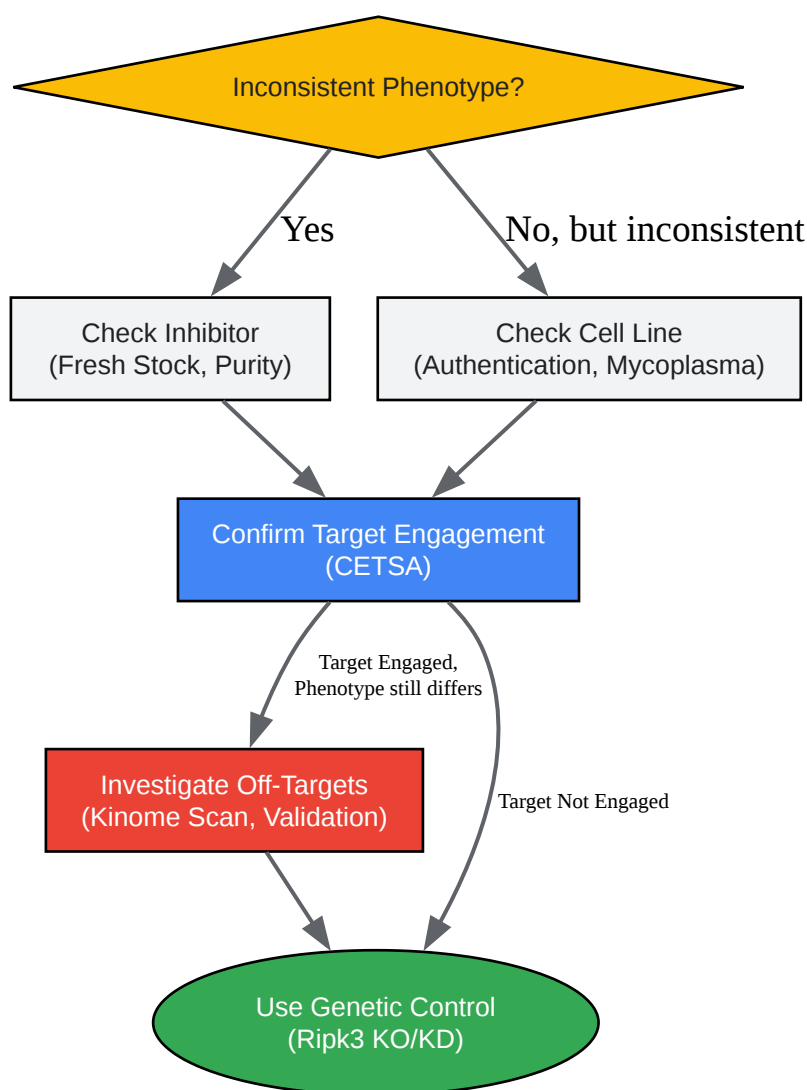 Inconsistent Phenotype?
Yes
No, but inconsistent
Check Inhibitor
(Fresh Stock, Purity)
Check Cell Line
(Authentication, Mycoplasma)
Confirm Target Engagement
(CETSA)
Target Engaged,
Phenotype still differs
Investigate Off-Targets
(Kinome Scan, Validation)
Target Not Engaged
Use Genetic Control
(Ripk3 KO/KD)